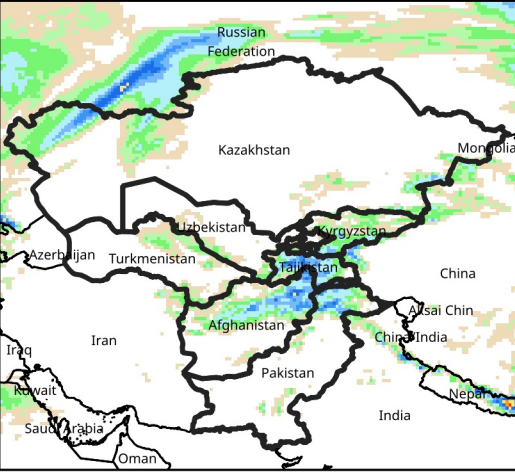 Russian
Federation
Kazakhstan
Mongolia
Uzbekistan
Kyrgyzstan
Azerbaijan
Turkmenistan
Tajikistan
China
Aksai Chin
Afghanistan
China/India
Iran
Iraq
Pakistan
Kuwait
Nepal
India
Saudi Arabia
Oman